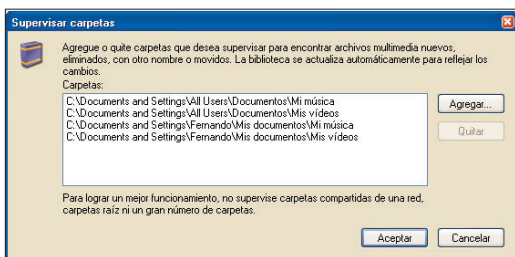 Supervisar carpetas
Agregue o quite carpetas que desea supervisar para encontrar archivos multimedia nuevos,
eliminados, con otro nombre o movidos. La biblioteca se actualiza automáticamente para reflejar los
cambios.
Carpetas:
C:\Documents and Settings\All Users\Documentos\Mi música
C:\Documents and Settings\All Users\Documentos\Mis vídeos
C:\Documents and Settings\Fernando\Mis documentos\Mi música
C:\Documents and Settings\Fernando\Mis documentos\Mis vídeos
Agregar...
Quitar
Para lograr un mejor funcionamiento, no supervise carpetas compartidas de una red,
carpetas raíz ni un gran número de carpetas.
Aceptar
Cancelar